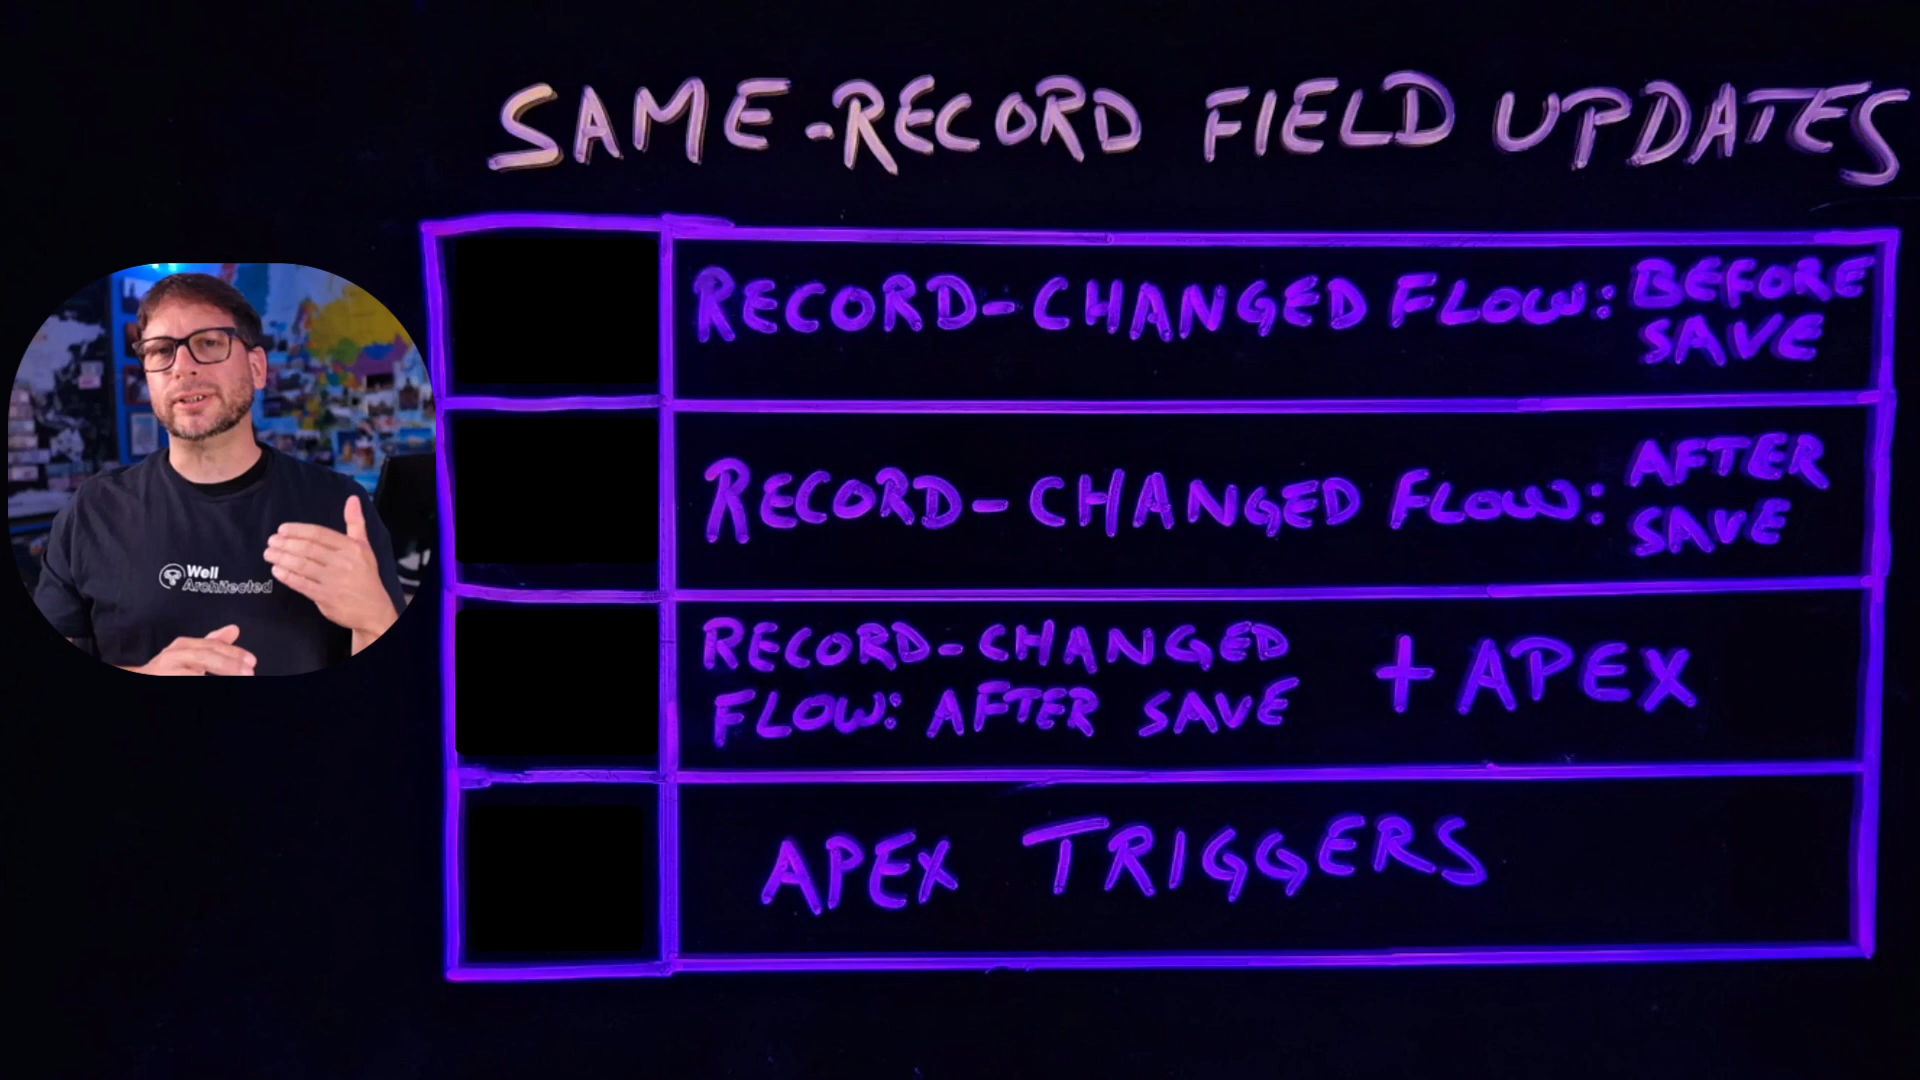 SAME-RECORD FIELD UPDATES
RECORD-CHANGED FLOW: BEFORE
SAVE
RECORD-CHANGED FLOW: AFTER
SAVE
RECORD-CHANGED
FLOW: AFTER SAVE + APEX
APEX TRIGGERS
Well
Architected